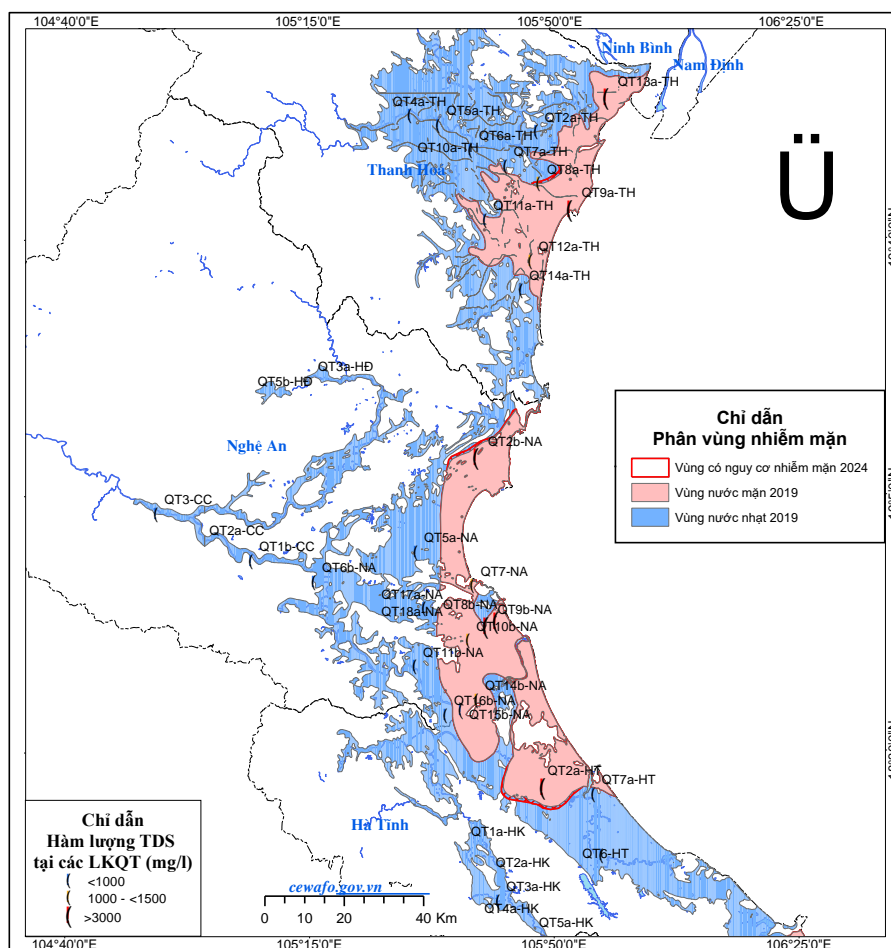 104°40'0"E 105°15'0"E 105°50'0"E 106°25'0"E
Ninh Bình
Nam Định
QT13a-TH
QT4a-TH
QT5a-TH
QT2a-TH
QT6a-TH
QT10a-TH
QT7a-TH
Thanh Hoá
QT8a-TH
QT9a-TH
QT11a-TH
QT12a-TH
QT14a-TH
Ü
QT3a-HĐ
QT5b-HĐ
QT2b-NA
Nghệ An
QT3-CC
QT2a-CC
QT1b-CC
QT5a-NA
QT6b-NA
QT7-NA
QT17a-NA
QT8b-NA
QT18a-NA
QT9b-NA
QT10b-NA
QT11b-NA
QT14b-NA
QT16b-NA
QT15b-NA
QT2a-HT
QT7a-HT
Hà Tĩnh
QT1a-HK
QT6-HT
QT2a-HK
QT3a-HK
QT4a-HK
QT5a-HK
Chỉ dẫn
Phân vùng nhiễm mặn
Vùng có nguy cơ nhiễm mặn 2024
Vùng nước mặn 2019
Vùng nước nhạt 2019
Chỉ dẫn
Hàm lượng TDS
tại các LKQT (mg/l)
<1000
1000 - <1500
>3000
cewafo.gov.vn
0 10 20 40 Km
104°40'0"E 105°15'0"E 105°50'0"E 106°25'0"E